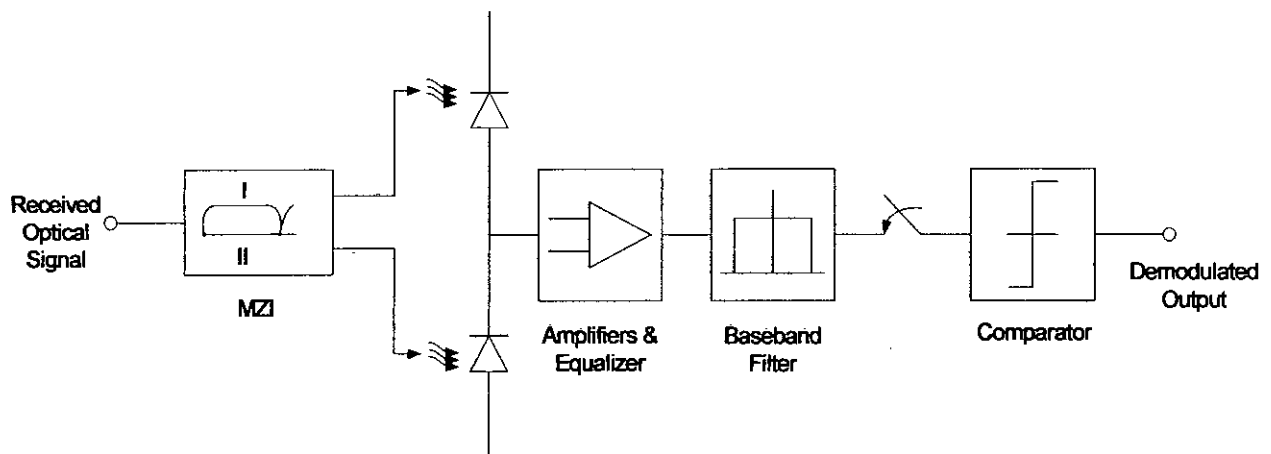 Received
Optical
Signal
I
II
MZI
Amplifiers &
Equalizer
Baseband
Filter
Comparator
Demodulated
Output